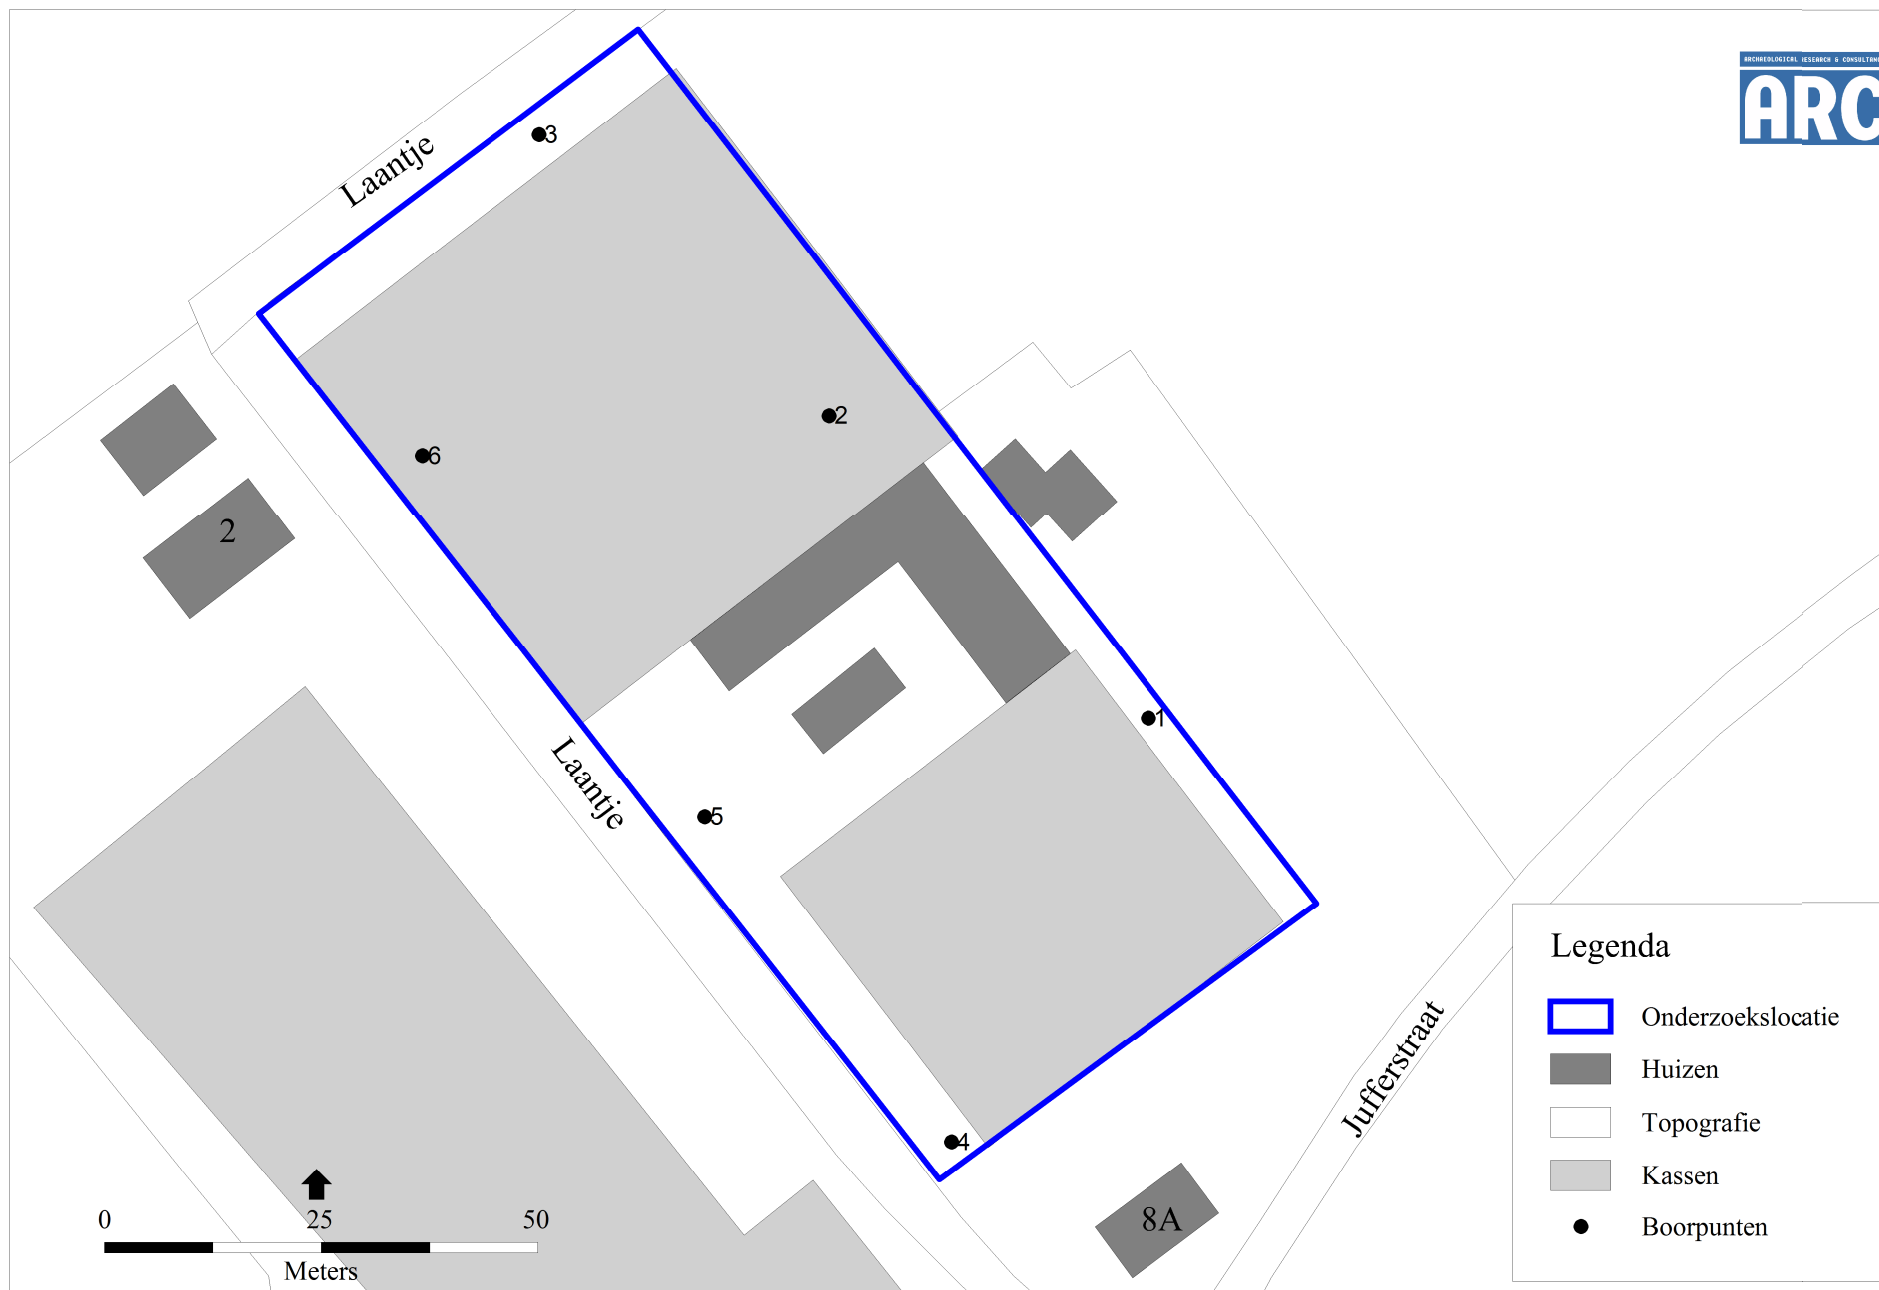 ARCHAEOLOGICAL RESEARCH & CONSULTANC
ARC
Laantje
3
2
6
2
1
Laantje
5
Legenda
Onderzoekslocatie
Jufferstraat
Huizen
Topografie
4
Kassen
8A
Boorpunten
0 25 50
Meters